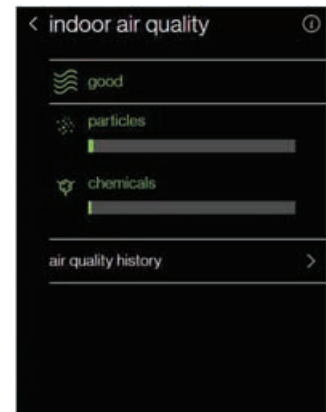 indoor air quality
good
particles
chemicals
air quality history